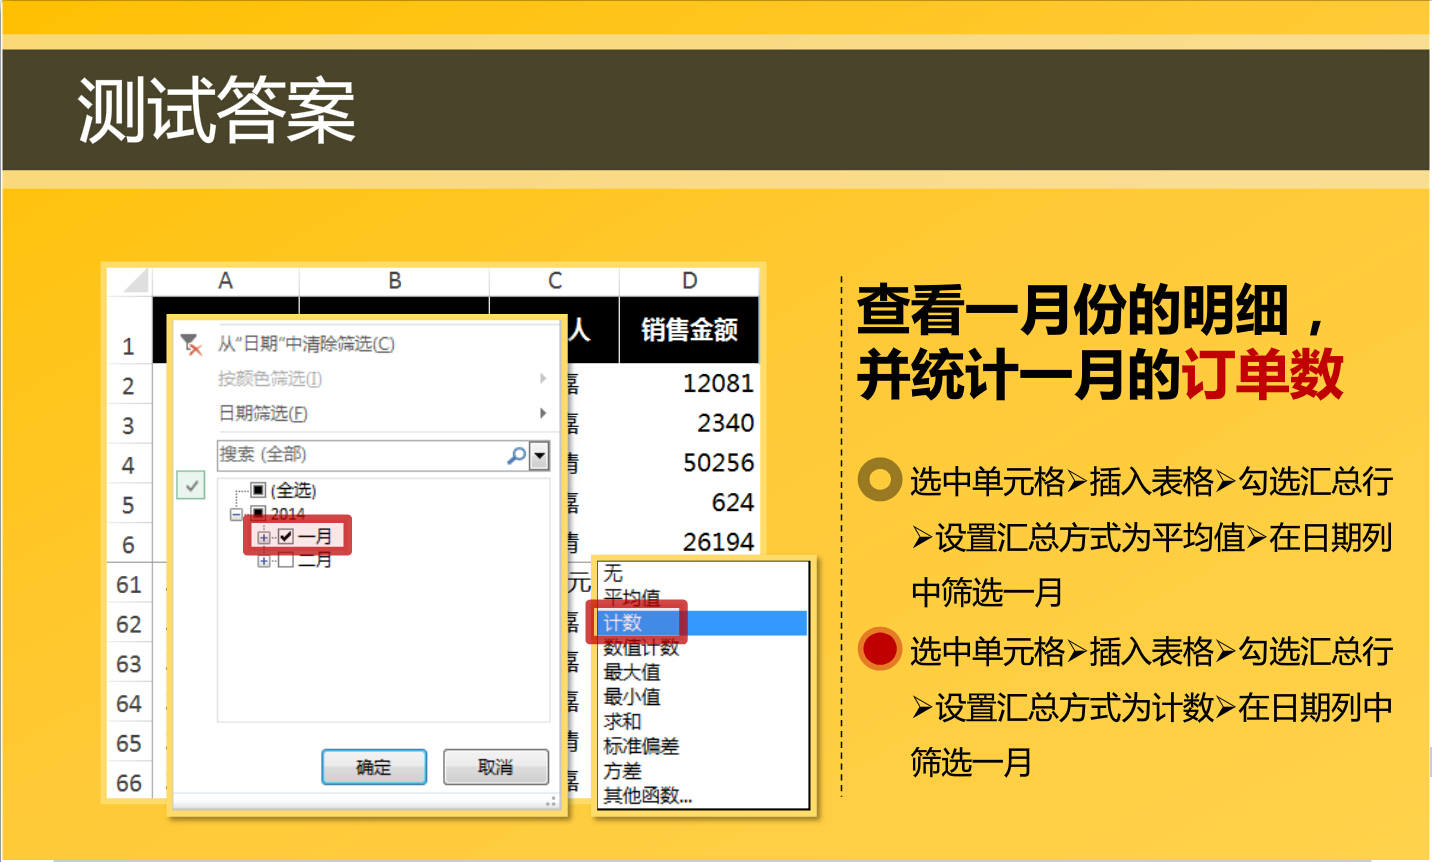 测试答案
A B C D
1 人 销售金额
2 嘉 12081
3 嘉 2340
4 50256
5 嘉 624
6 26194
61 元
62 嘉
63 嘉
64 嘉
65
66 嘉
从“日期”中清除筛选(C)
按颜色筛选(I)
日期筛选(F)
搜索 (全部)
(全选)
2014
一月
二月
确定 取消
无
平均值
计数
数值计数
最大值
最小值
求和
标准偏差
方差
其他函数...
查看一月份的明细，
并统计一月的订单数
选中单元格➢插入表格➢勾选汇总行
➢设置汇总方式为平均值➢在日期列
中筛选一月
选中单元格➢插入表格➢勾选汇总行
➢设置汇总方式为计数➢在日期列中
筛选一月